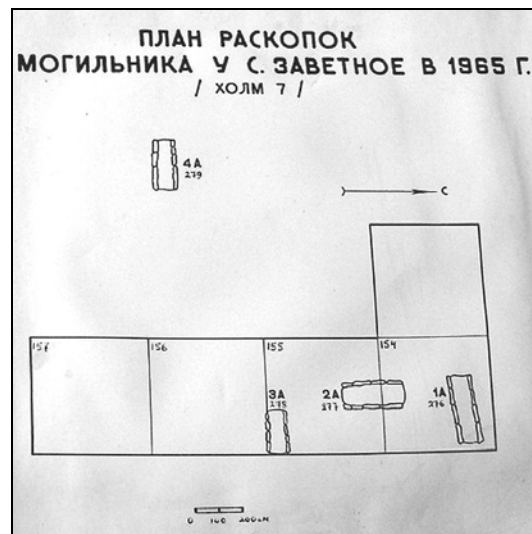 ПЛАН РАСКОПОК
МОГИЛЬНИКА У С. ЗАВЕТНОЕ В 1965 Г.
/ ХОЛМ 7 /
4А
279
С
157 156 155 154
3А 2А 1А
275 277 276
0 100 200см